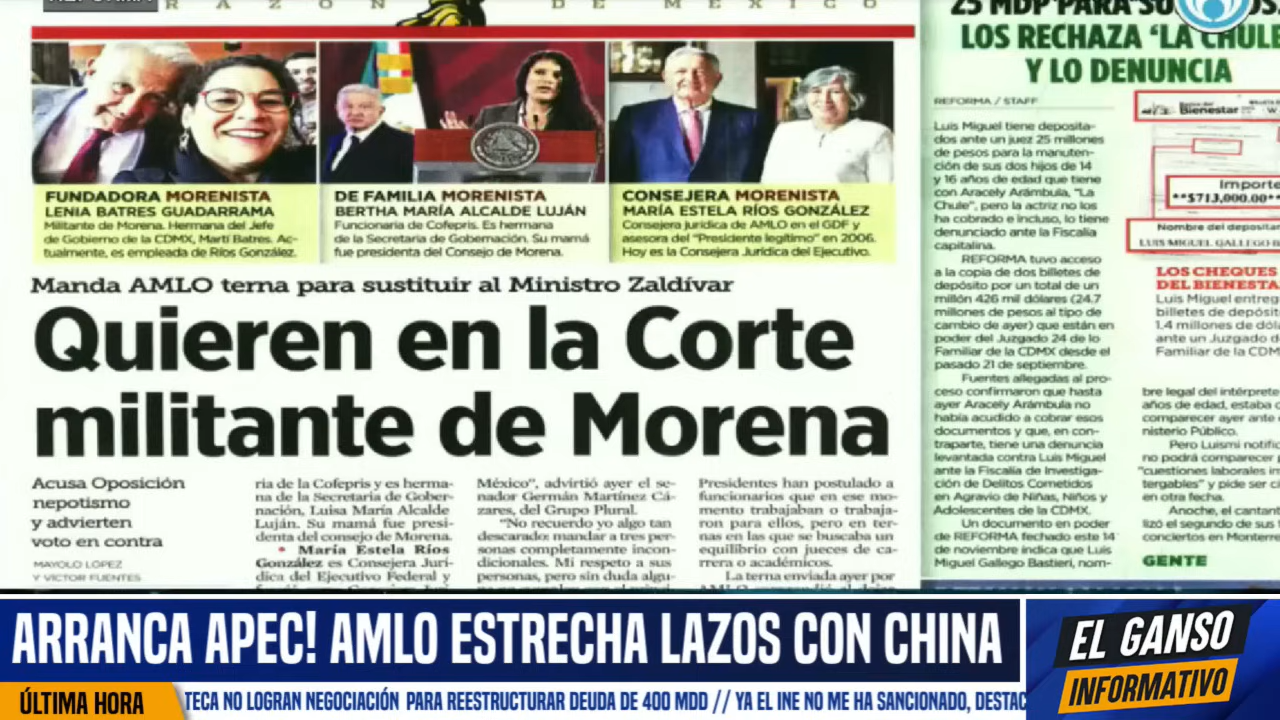 REFORMA
RAZÓN DE MÉXICO
FUNDADORA MORENISTA
LENIA BATRES GUADARRAMA
Militante de Morena. Hermana del Jefe
de Gobierno de la CDMX, Martí Batres. Ac-
tualmente, es empleada de Ríos González.
DE FAMILIA MORENISTA
BERTHA MARÍA ALCALDE LUJÁN
Funcionaria de Cofepris. Es hermana
de la Secretaria de Gobernación. Su mamá
fue presidenta del Consejo de Morena.
CONSEJERA MORENISTA
MARÍA ESTELA RÍOS GONZÁLEZ
Consejera jurídica de AMLO en el GDF y
asesora del "Presidente legítimo" en 2006.
Hoy es la Consejera Jurídica del Ejecutivo.
Manda AMLO terna para sustituir al Ministro Zaldívar
Quieren en la Corte
militante de Morena
Acusa Oposición
nepotismo
y advierten
voto en contra
MAYOLO LÓPEZ
Y VÍCTOR FUENTES
ria de la Cofepris y es herma-
na de la Secretaria de Gober-
nación, Luisa María Alcalde
Luján. Su mamá fue presi-
denta del consejo de Morena.
• María Estela Ríos
González es Consejera Jurí-
dica del Ejecutivo Federal y
México", advirtió ayer el se-
nador Germán Martínez Cá-
zares, del Grupo Plural.
"No recuerdo yo algo tan
descarado: mandar a tres per-
sonas completamente incon-
dicionales. Mi respeto a sus
personas, pero sin duda algu-
Presidentes han postulado a
funcionarios que en ese mo-
mento trabajaban o trabaja-
ron para ellos, pero en ter-
nas en las que se buscaba un
equilibrio con jueces de ca-
rrera o académicos.
La terna enviada ayer por
25 MDP PARA SU
LOS RECHAZA 'LA CHULE
Y LO DENUNCIA
REFORMA / STAFF
Luis Miguel tiene deposita-
dos ante un juez 25 millones
de pesos para la manuten-
ción de sus dos hijos de 14
y 16 años de edad que tiene
con Aracely Arámbula, "La
Chule", pero la actriz no los
ha cobrado e incluso, lo tiene
denunciado ante la Fiscalía
capitalina.
REFORMA tuvo acceso
a la copia de dos billetes de
depósito por un total de un
millón 426 mil dólares (24.7
millones de pesos al tipo de
cambio de ayer) que están en
poder del Juzgado 24 de lo
Familiar de la CDMX desde el
pasado 21 de septiembre.
Fuentes allegadas al pro-
ceso confirmaron que hasta
ayer Aracely Arámbula no
había acudido a cobrar esos
documentos y que, en con-
traparte, tiene una denuncia
levantada contra Luis Miguel
ante la Fiscalía de Investiga-
ción de Delitos Cometidos
en Agravio de Niñas, Niños y
Adolescentes de la CDMX.
Un documento en poder
de REFORMA fechado este 14
de noviembre indica que Luis
Miguel Gallego Bastieri, nom-
Bienestar
Importe
**$713,000.00**
Nombre del depositan
LUIS MIGUEL GALLEGO B
LOS CHEQUES
DEL BIENESTA
Luis Miguel entreg
billetes de depósit
1.4 millones de dól
ante un Juzgado d
Familiar de la CDM
bre legal del intérprete
años de edad, estaba c
comparecer ayer ante
nisterio Público.
Pero Luismi notific
no podrá comparecer p
"cuestiones laborales in
tergables" y pide ser ci
en otra fecha.
Anoche, el cantant
lizó el segundo de sus
conciertos en Monterre
GENTE
ARRANCA APEC! AMLO ESTRECHA LAZOS CON CHINA
EL GANSO
INFORMATIVO
ÚLTIMA HORA
TECA NO LOGRAN NEGOCIACIÓN PARA REESTRUCTURAR DEUDA DE 400 MDD // YA EL INE NO ME HA SANCIONADO, DESTAC